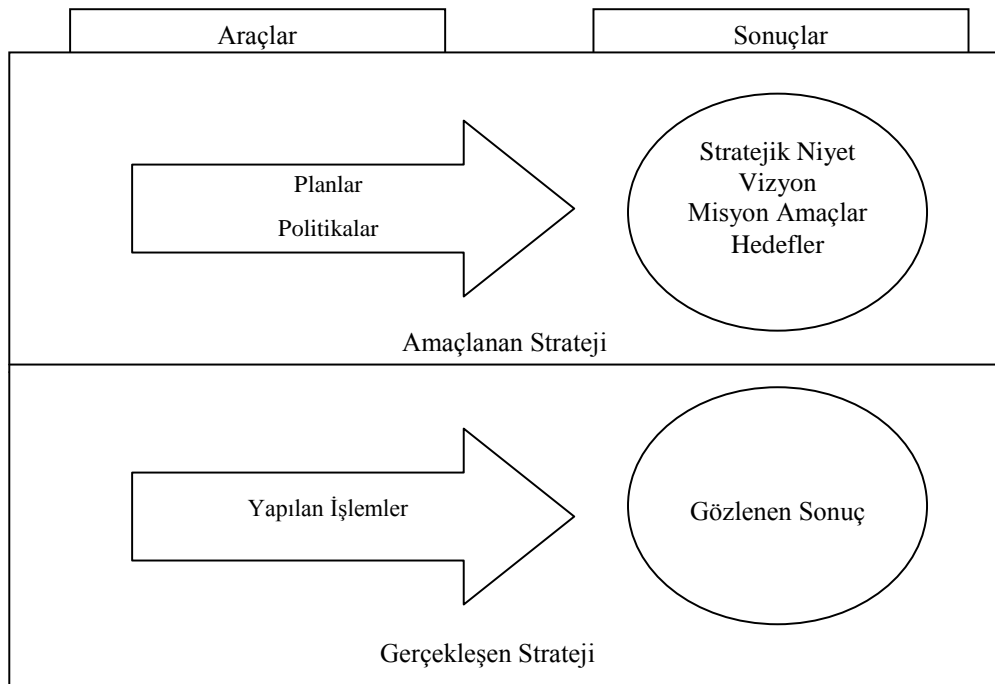 Araçlar
Sonuçlar
Planlar
Politikalar
Stratejik Niyet
Vizyon
Misyon Amaçlar
Hedefler
Amaçlanan Strateji
Yapılan İşlemler
Gözlenen Sonuç
Gerçekleşen Strateji